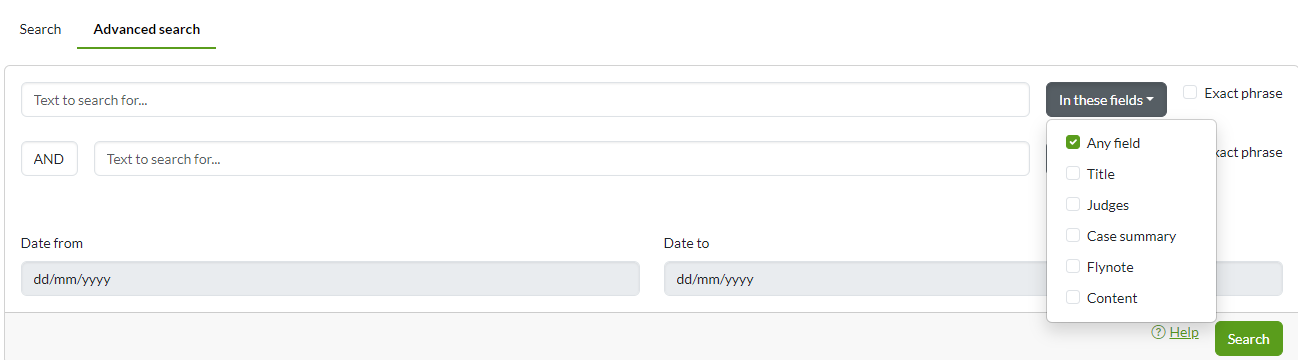 Search Advanced search
Text to search for... In these fields Exact phrase
Any field
AND Text to search for... xact phrase
Title
Judges
Case summary
Date from Date to
Flynote
dd/mm/yyyy dd/mm/yyyy
Content
Help Search